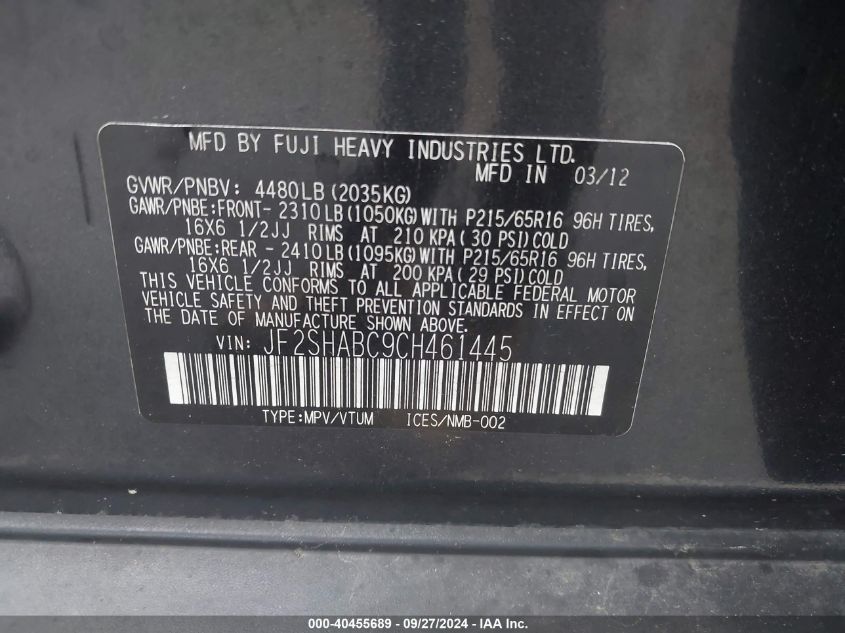 MFD BY FUJI HEAVY INDUSTRIES LTD.
MFD IN 03/12
GVWR/PNBV: 4480LB(2035KG)
GAWR/PNBE:FRONT- 2310LB(1050KG)WITH P215/65R16 96H TIRES,
16X6 1/2JJ RIMS AT 210 KPA(30 PSI)COLD
GAWR/PNBE:REAR - 2410LB(1095KG)WITH P215/65R16 96H TIRES,
16X6 1/2JJ RIMS AT 200 KPA(29 PSI)COLD
THIS VEHICLE CONFORMS TO ALL APPLICABLE FEDERAL MOTOR
VEHICLE SAFETY AND THEFT PREVENTION STANDARDS IN EFFECT ON
THE DATE OF MANUFACTURE SHOWN ABOVE.
VIN: JF2SHABC9CH461445
TYPE:MPV/VTUM ICES/NMB-002
000-40455689 - 09/27/2024 - IAA, Inc.